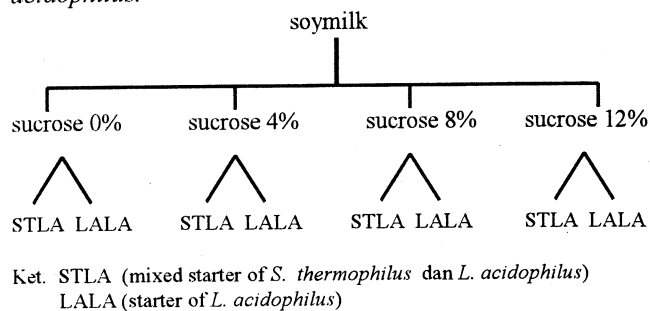 acidophilus.
soymilk
sucrose 0% sucrose 4% sucrose 8% sucrose 12%
STLA LALA STLA LALA STLA LALA STLA LALA
Ket. STLA (mixed starter of S. thermophilus dan L. acidophilus)
LALA (starter of L. acidophilus)